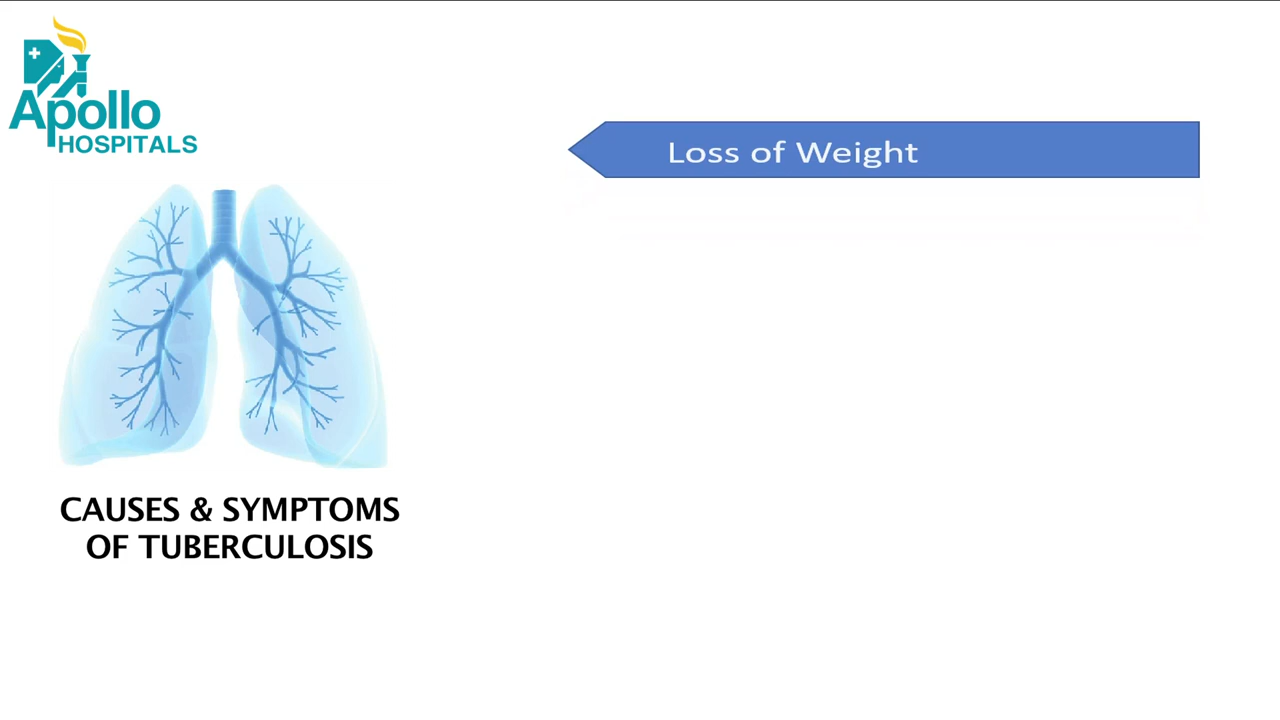 Apollo
HOSPITALS
Loss of Weight
CAUSES & SYMPTOMS
OF TUBERCULOSIS